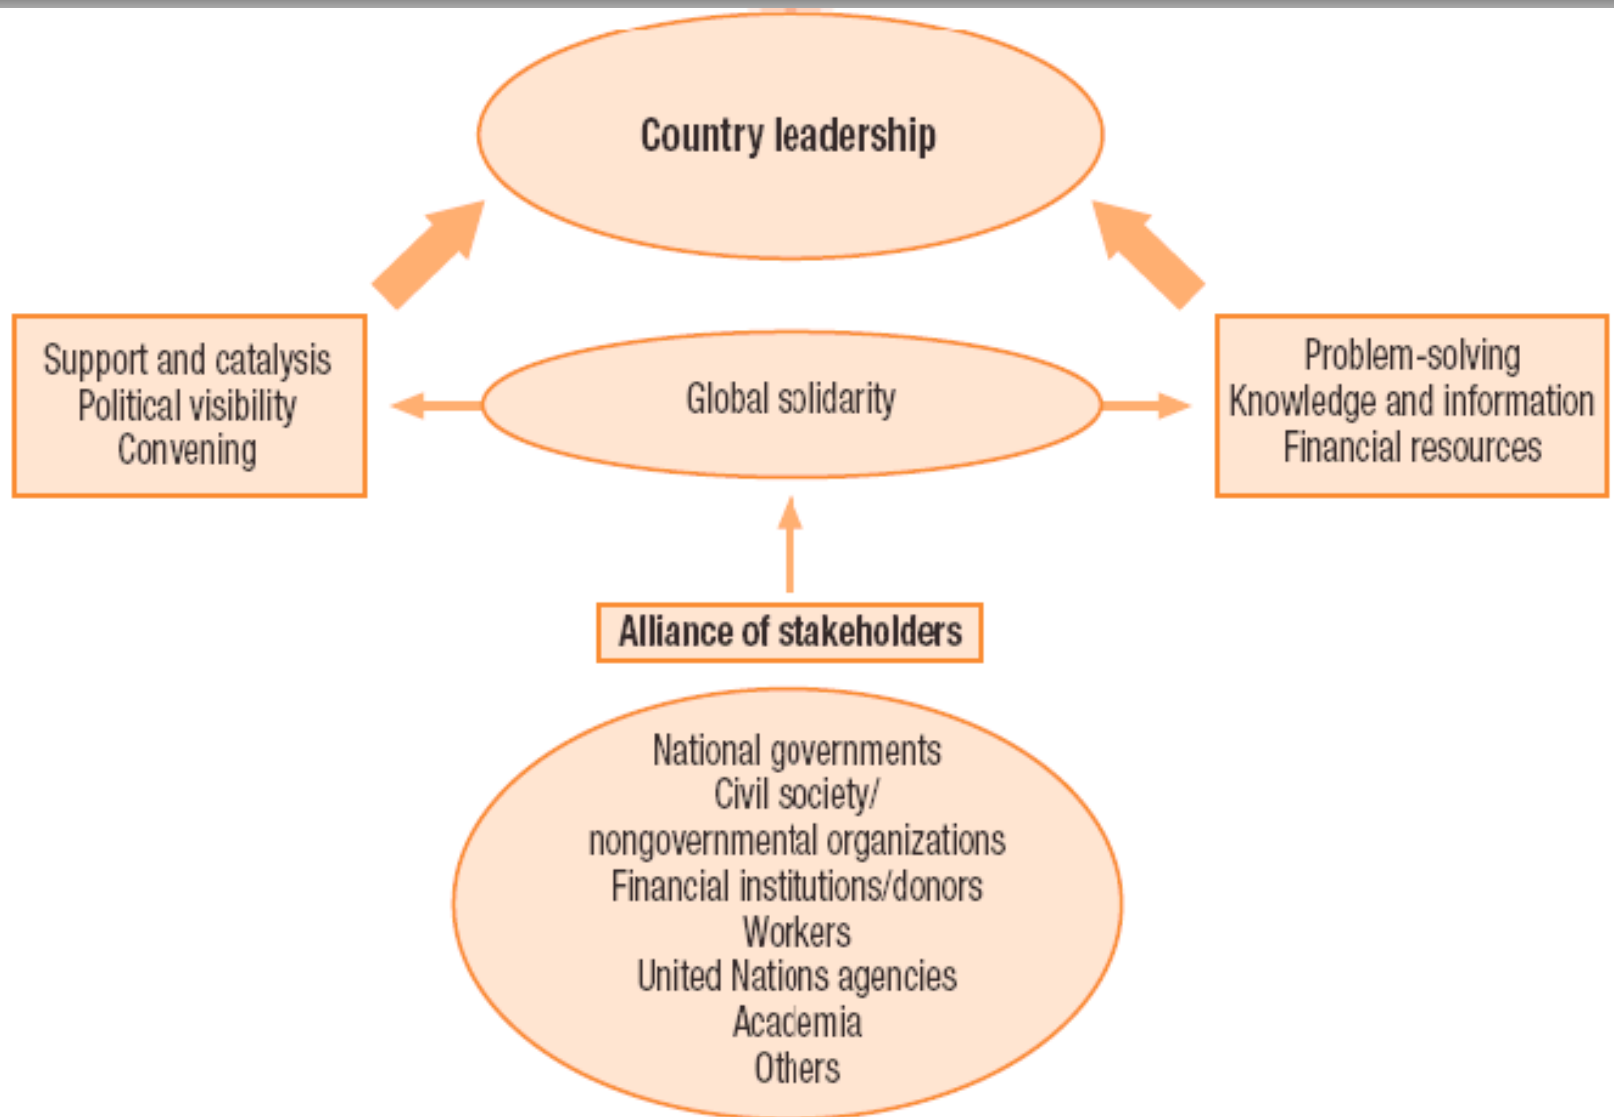 Country leadership
Support and catalysis
Political visibility
Convening
Global solidarity
Problem-solving
Knowledge and information
Financial resources
Alliance of stakeholders
National governments
Civil society/
nongovernmental organizations
Financial institutions/donors
Workers
United Nations agencies
Academia
Others